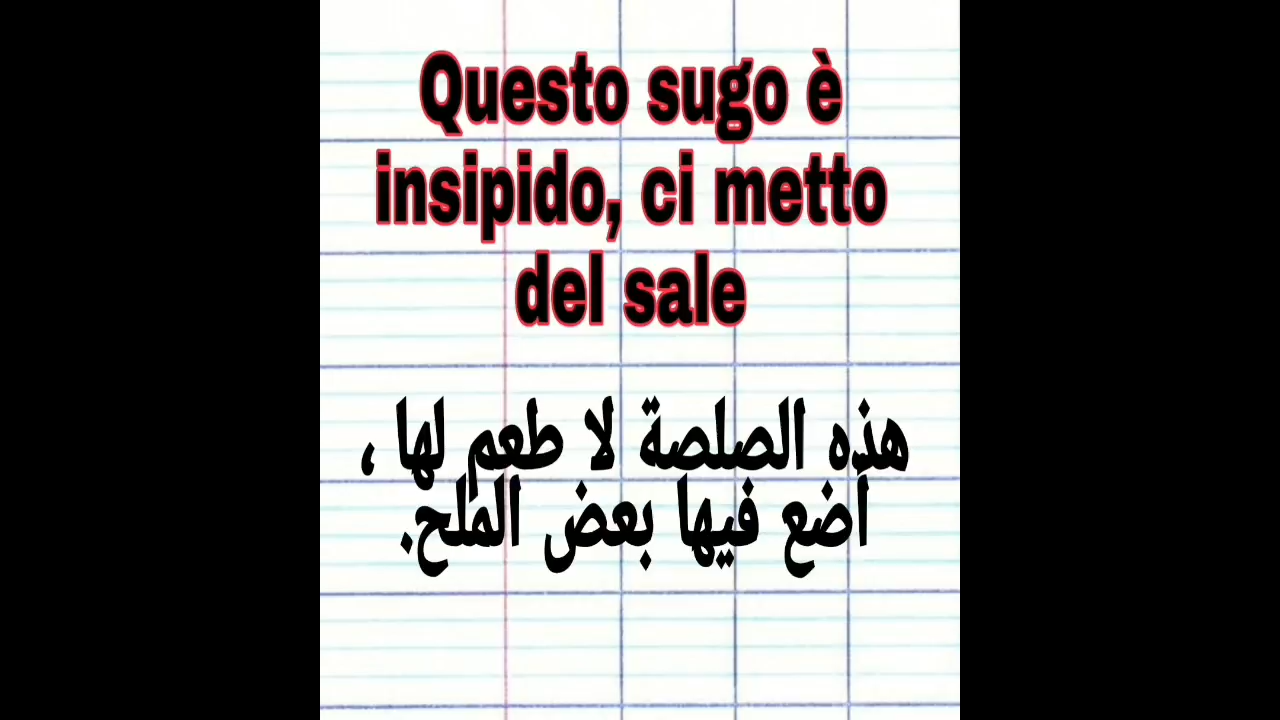 Questo sugo è
insipido, ci metto
del sale
هذه الصلصة لا طعم لها ،
أضع فيها بعض الملح.